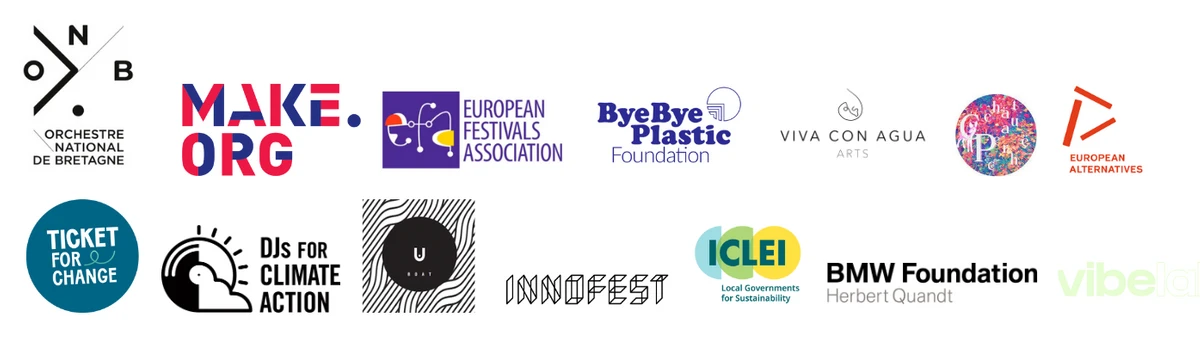 O N B
ORCHESTRE
NATIONAL
DE BRETAGNE
MAKE.
ORG
EUROPEAN
FESTIVALS
ASSOCIATION
ByeBye
Plastic
Foundation
VIVA CON AGUA
ARTS
EUROPEAN
ALTERNATIVES
TICKET
FOR
CHANGE
DJS FOR
CLIMATE
ACTION
U
BOAT
INNOFEST
ICLEI
Local Governments
for Sustainability
BMW Foundation
Herbert Quandt